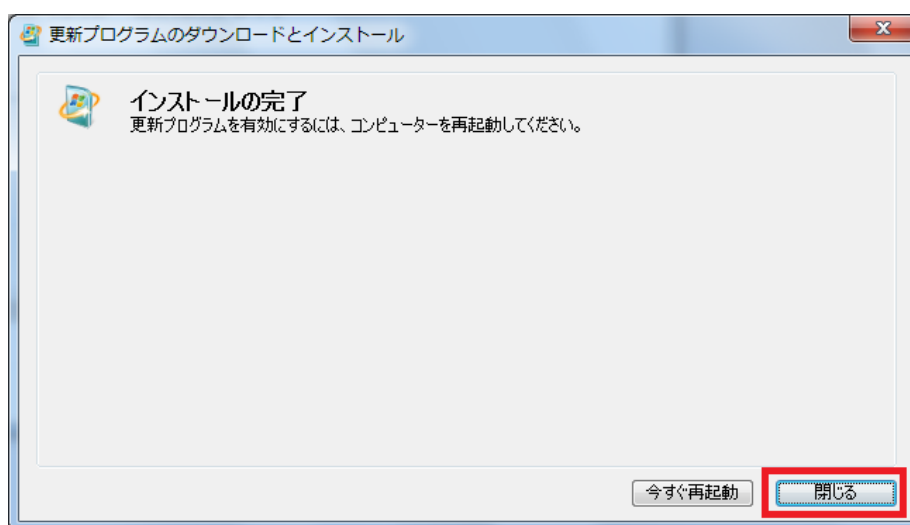 更新プログラムのダウンロードとインストール
インストールの完了
更新プログラムを有効にするには、コンピューターを再起動してください。
今すぐ再起動
閉じる